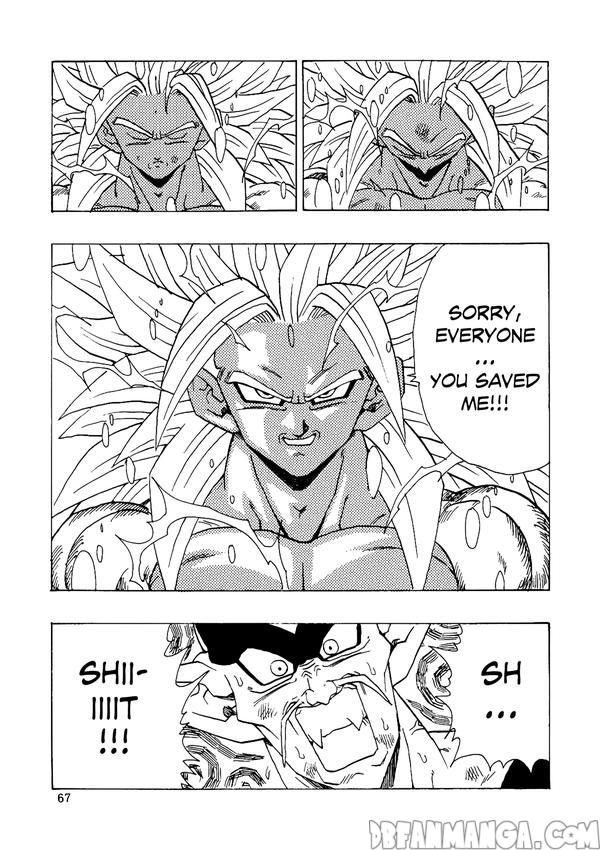 SORRY,
EVERYONE
...
YOU SAVED
ME!!!
SH
...
SHII-
IIIIT
!!!
67
DBFANMANGA.COM